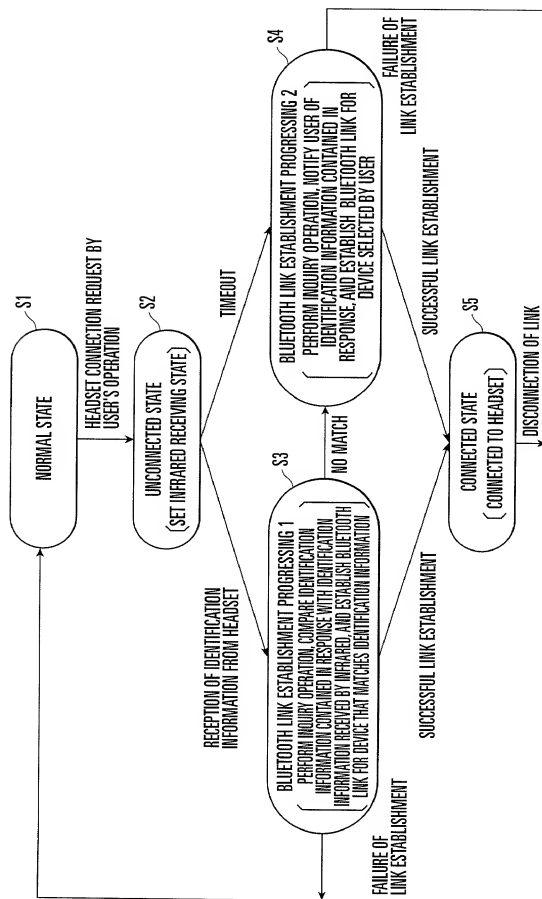 S1
NORMAL STATE
HEADSET CONNECTION REQUEST BY
USER'S OPERATION
S2
UNCONNECTED STATE
(SET INFRARED RECEIVING STATE)
RECEPTION OF IDENTIFICATION
INFORMATION FROM HEADSET
TIMEOUT
S3
BLUETOOTH LINK ESTABLISHMENT PROGRESSING 1
PERFORM INQUIRY OPERATION, COMPARE IDENTIFICATION
INFORMATION CONTAINED IN RESPONSE WITH IDENTIFICATION
INFORMATION RECEIVED BY INFRARED, AND ESTABLISH BLUETOOTH
LINK FOR DEVICE THAT MATCHES IDENTIFICATION INFORMATION
NO MATCH
S4
BLUETOOTH LINK ESTABLISHMENT PROGRESSING 2
PERFORM INQUIRY OPERATION, NOTIFY USER OF
IDENTIFICATION INFORMATION CONTAINED IN
RESPONSE, AND ESTABLISH BLUETOOTH LINK FOR
DEVICE SELECTED BY USER
FAILURE OF
LINK ESTABLISHMENT
SUCCESSFUL LINK ESTABLISHMENT
SUCCESSFUL LINK ESTABLISHMENT
FAILURE OF
LINK ESTABLISHMENT
S5
CONNECTED STATE
(CONNECTED TO HEADSET)
DISCONNECTION OF LINK